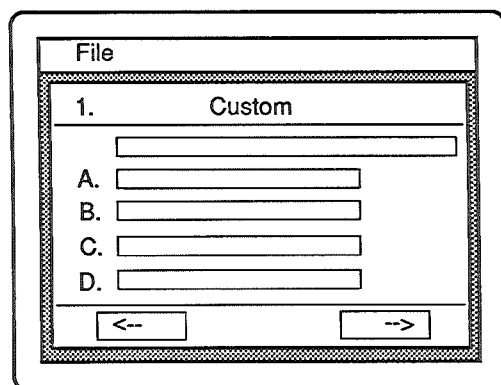 File
1. Custom
A.
B.
C.
D.
<-- -->